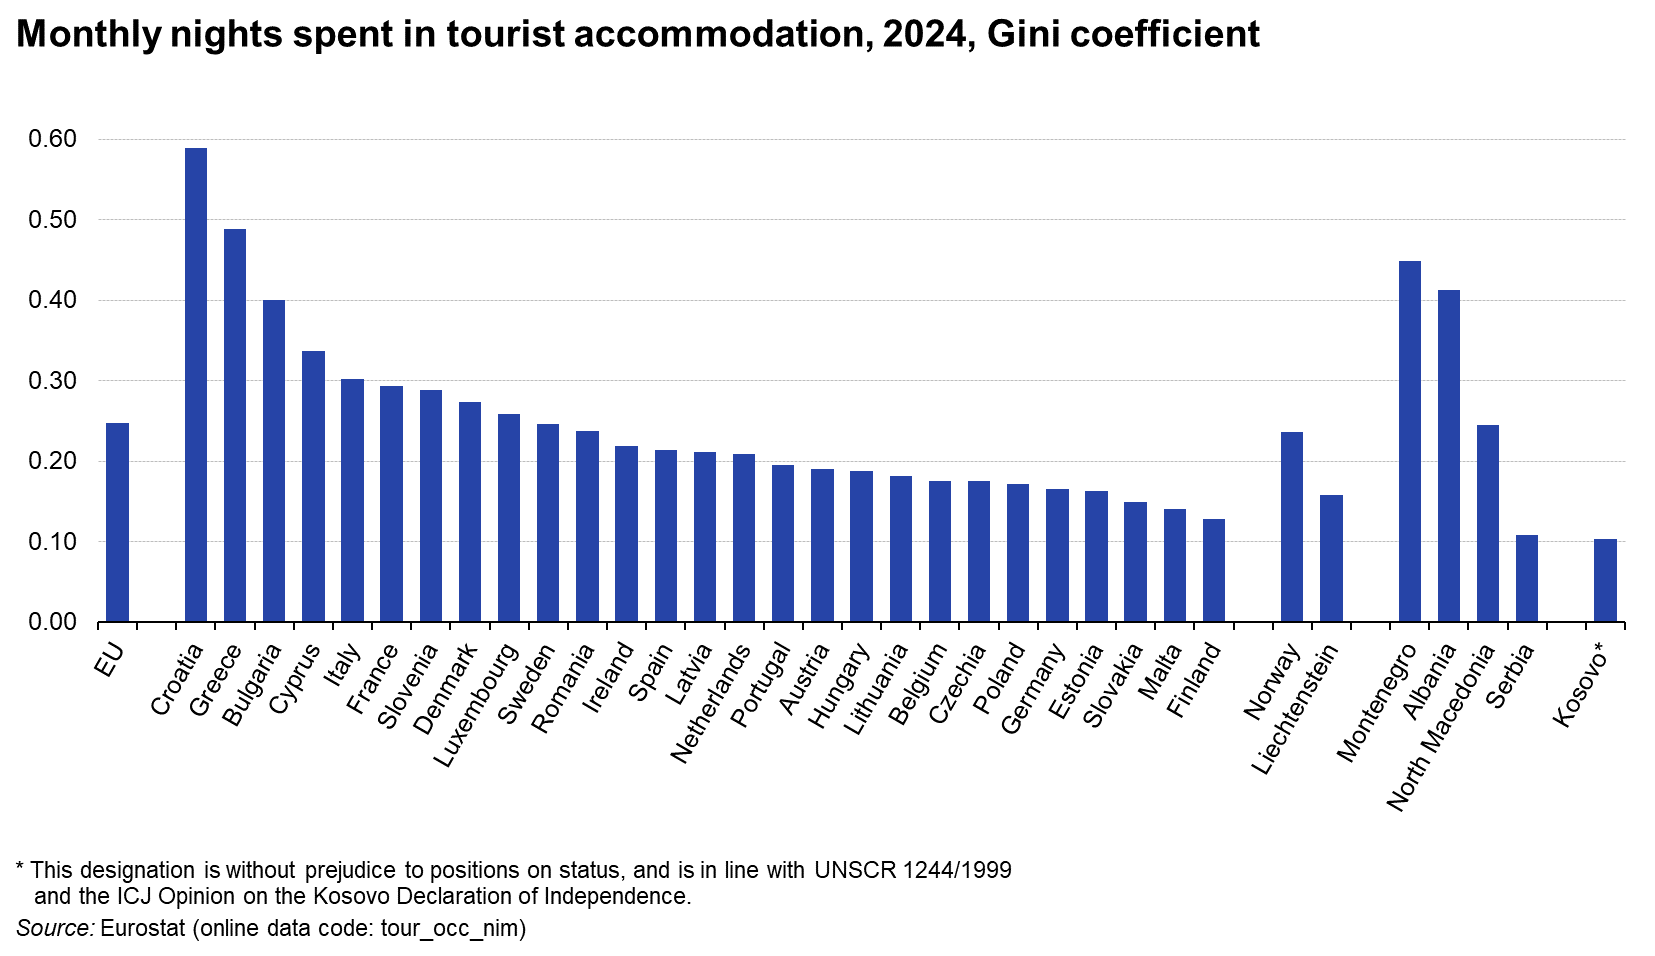 Monthly nights spent in tourist accommodation, 2024, Gini coefficient
0.60
0.50
0.40
0.30
0.20
0.10
0.00
EU
Croatia
Greece
Bulgaria
Cyprus
Italy
France
Slovenia
Denmark
Luxembourg
Sweden
Romania
Ireland
Spain
Latvia
Netherlands
Portugal
Austria
Hungary
Lithuania
Belgium
Czechia
Poland
Germany
Estonia
Slovakia
Malta
Finland
Norway
Liechtenstein
Montenegro
Albania
North Macedonia
Serbia
Kosovo*
* This designation is without prejudice to positions on status, and is in line with UNSCR 1244/1999
and the ICJ Opinion on the Kosovo Declaration of Independence.
Source: Eurostat (online data code: tour_occ_nim)